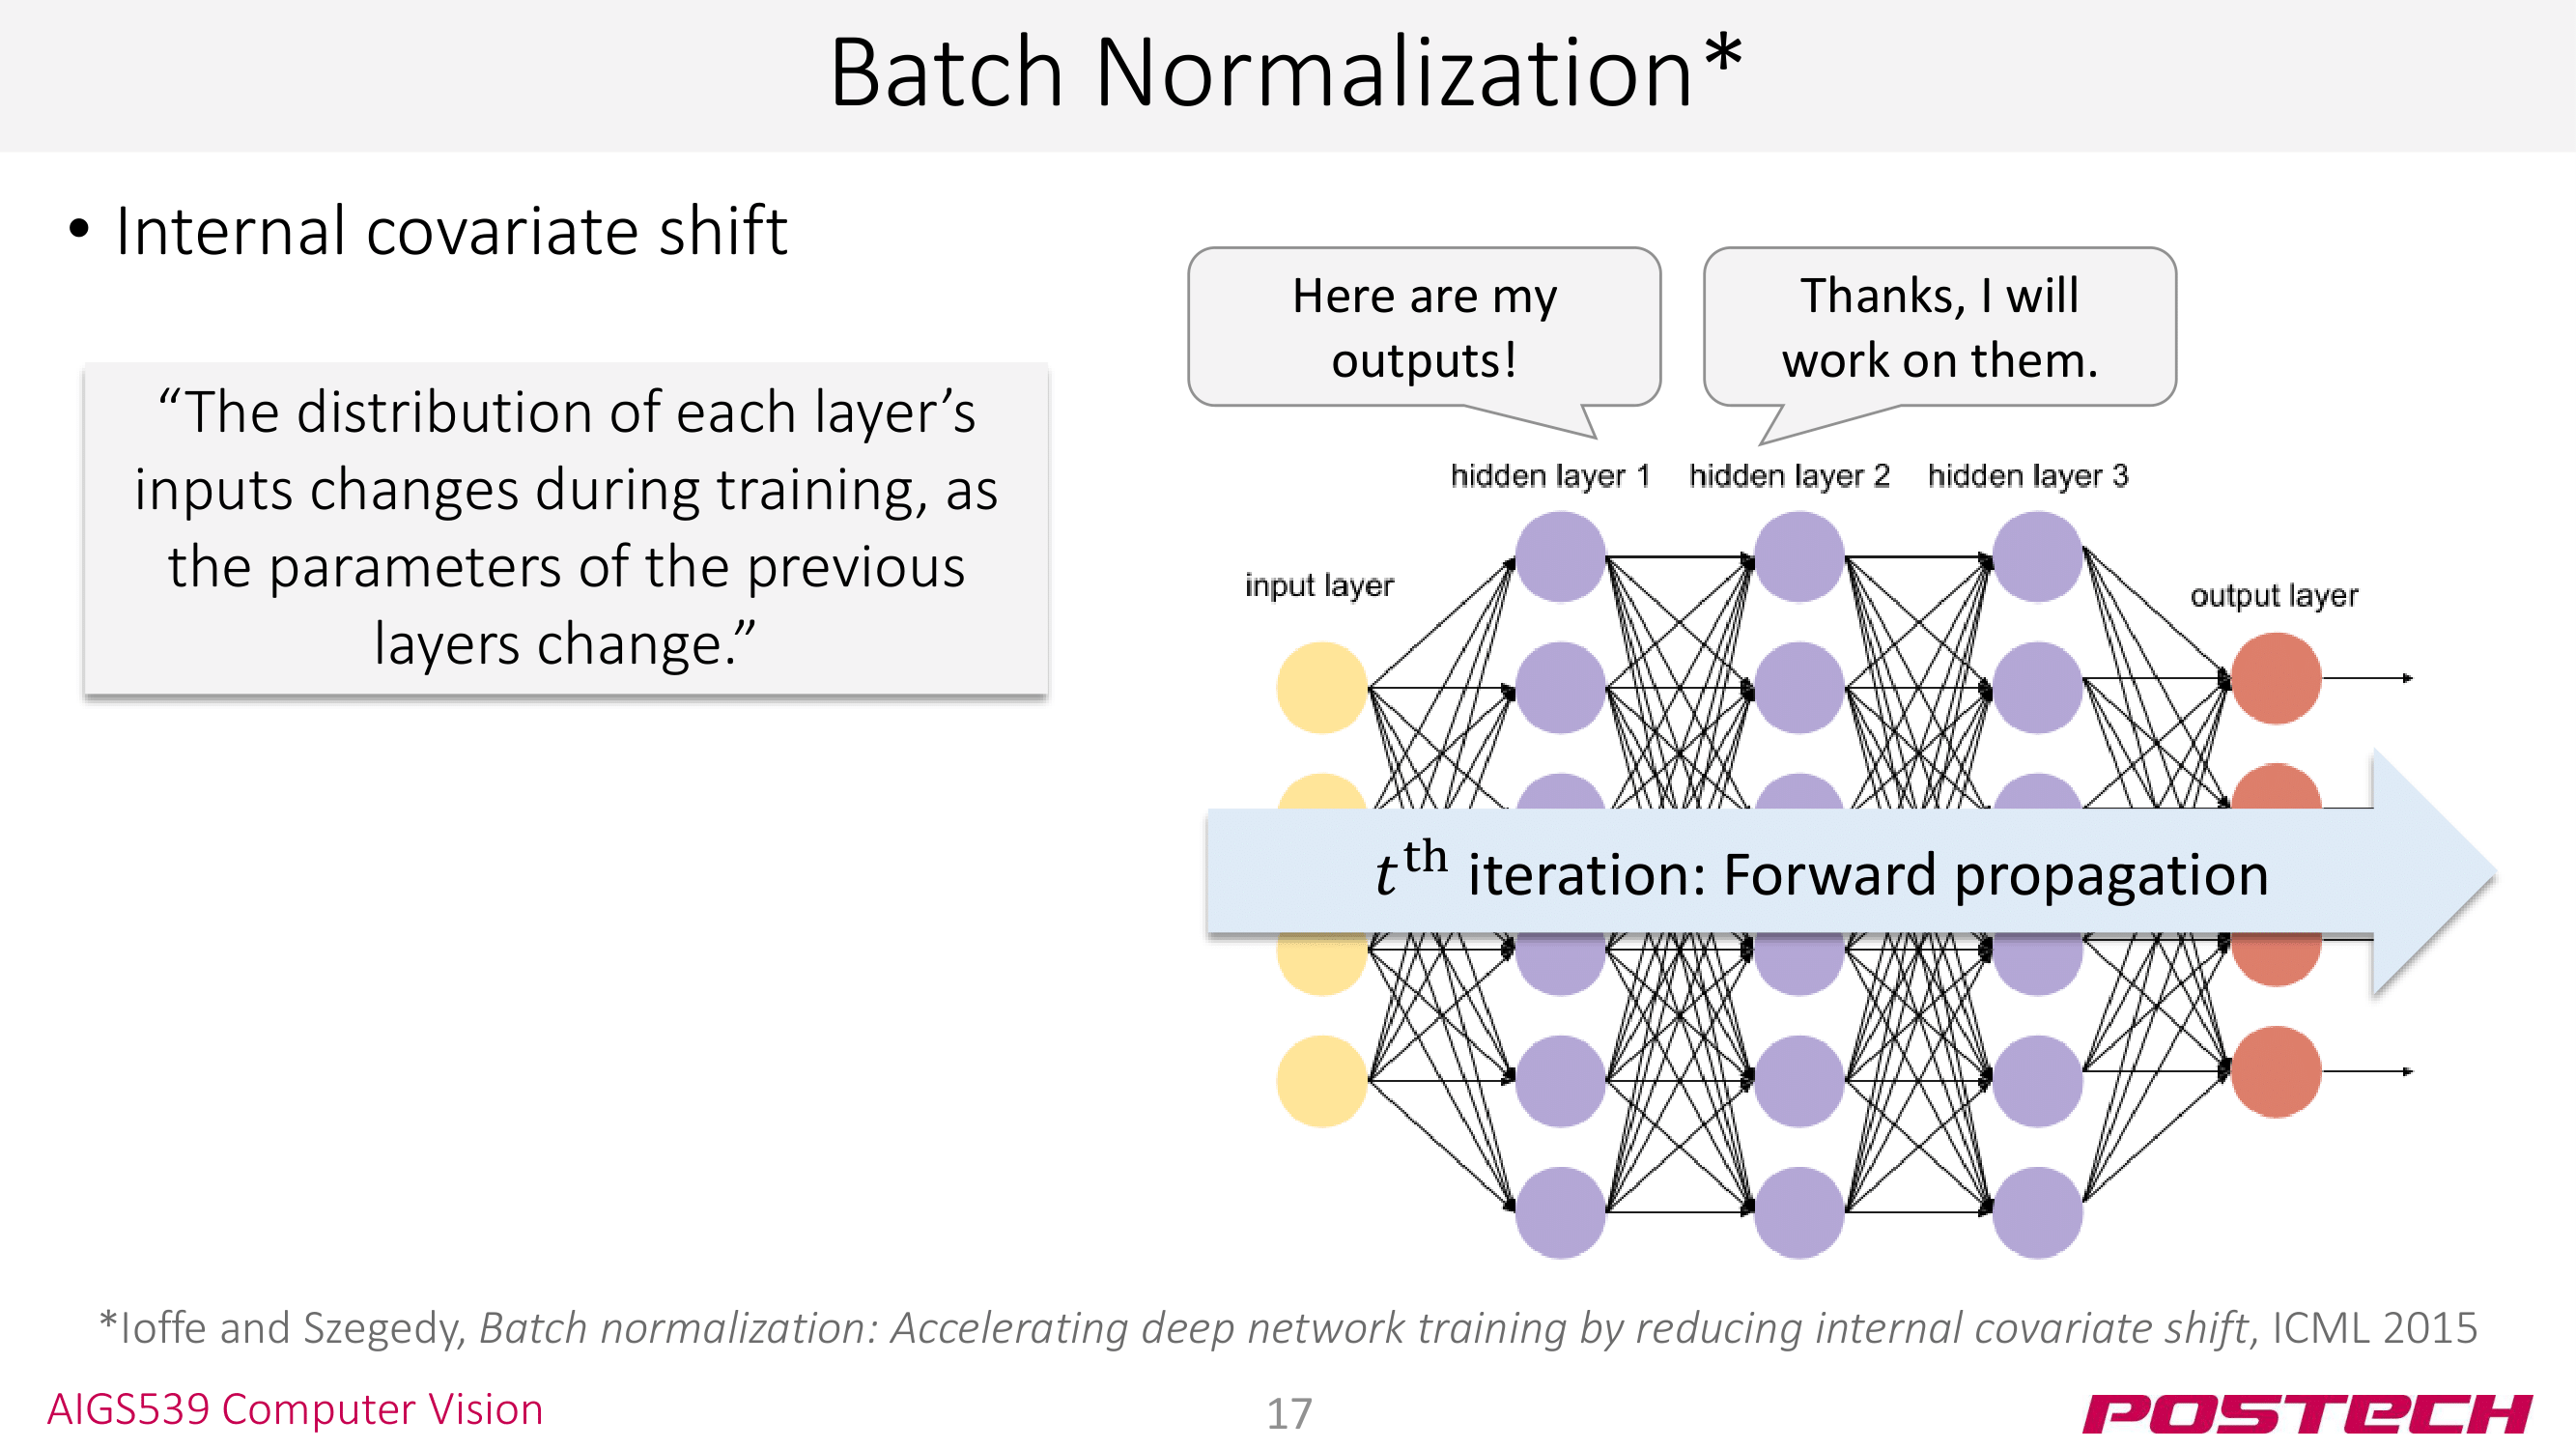 Batch Normalization*
• Internal covariate shift
“The distribution of each layer’s
inputs changes during training, as
the parameters of the previous
layers change.”
Here are my
outputs!
Thanks, I will
work on them.
hidden layer 1 hidden layer 2 hidden layer 3
input layer
output layer
t^th iteration: Forward propagation
*Ioffe and Szegedy, Batch normalization: Accelerating deep network training by reducing internal covariate shift, ICML 2015
AIGS539 Computer Vision
17
POSTECH